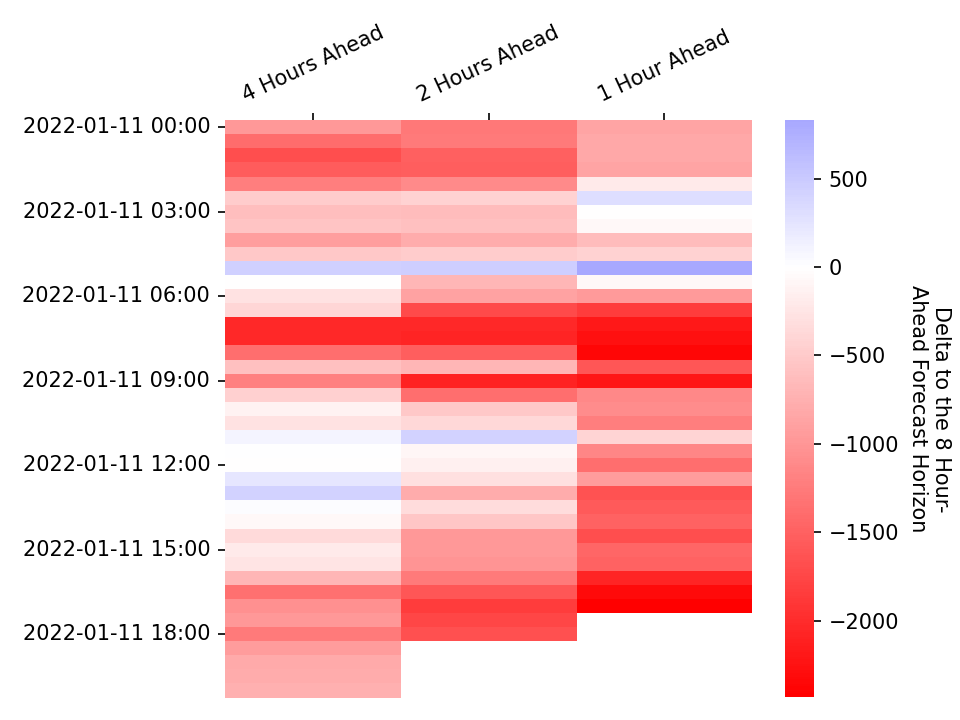 4 Hours Ahead
2 Hours Ahead
1 Hour Ahead
2022-01-11 00:00
2022-01-11 03:00
2022-01-11 06:00
2022-01-11 09:00
2022-01-11 12:00
2022-01-11 15:00
2022-01-11 18:00
500
0
−500
−1000
−1500
−2000
Delta to the 8 Hour-
Ahead Forecast Horizon